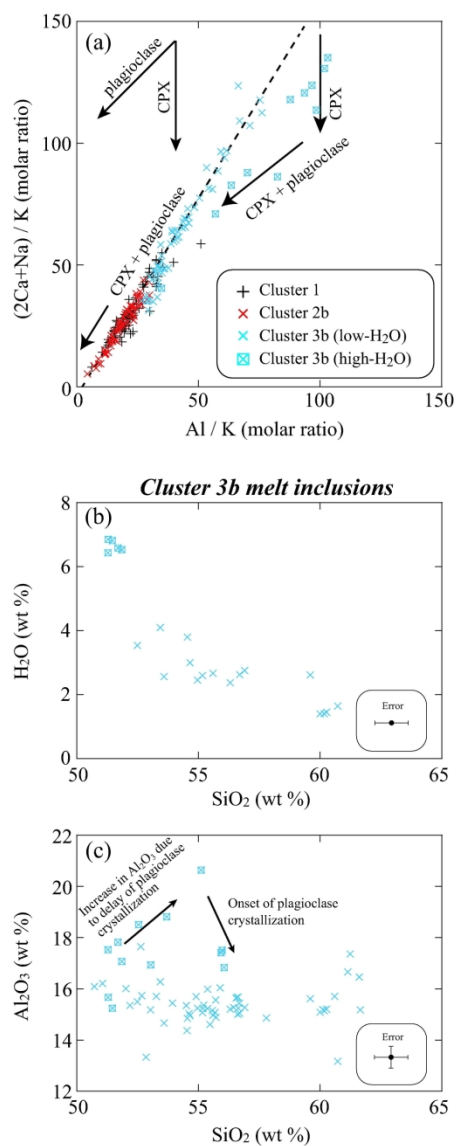 (a)
150
100
50
0
(2Ca+Na) / K (molar ratio)
plagioclase
CPX
CPX
CPX + plagioclase
CPX + plagioclase
Cluster 1
Cluster 2b
Cluster 3b (low-H₂O)
Cluster 3b (high-H₂O)
0 50 100 150
Al / K (molar ratio)
Cluster 3b melt inclusions
(b)
8
6
4
2
0
H₂O (wt %)
Error
50 55 60 65
SiO₂ (wt %)
(c)
22
20
18
16
14
12
Al₂O₃ (wt %)
Increase in Al₂O₃ due
to delay of plagioclase
crystallization
Onset of plagioclase
crystallization
Error
50 55 60 65
SiO₂ (wt %)